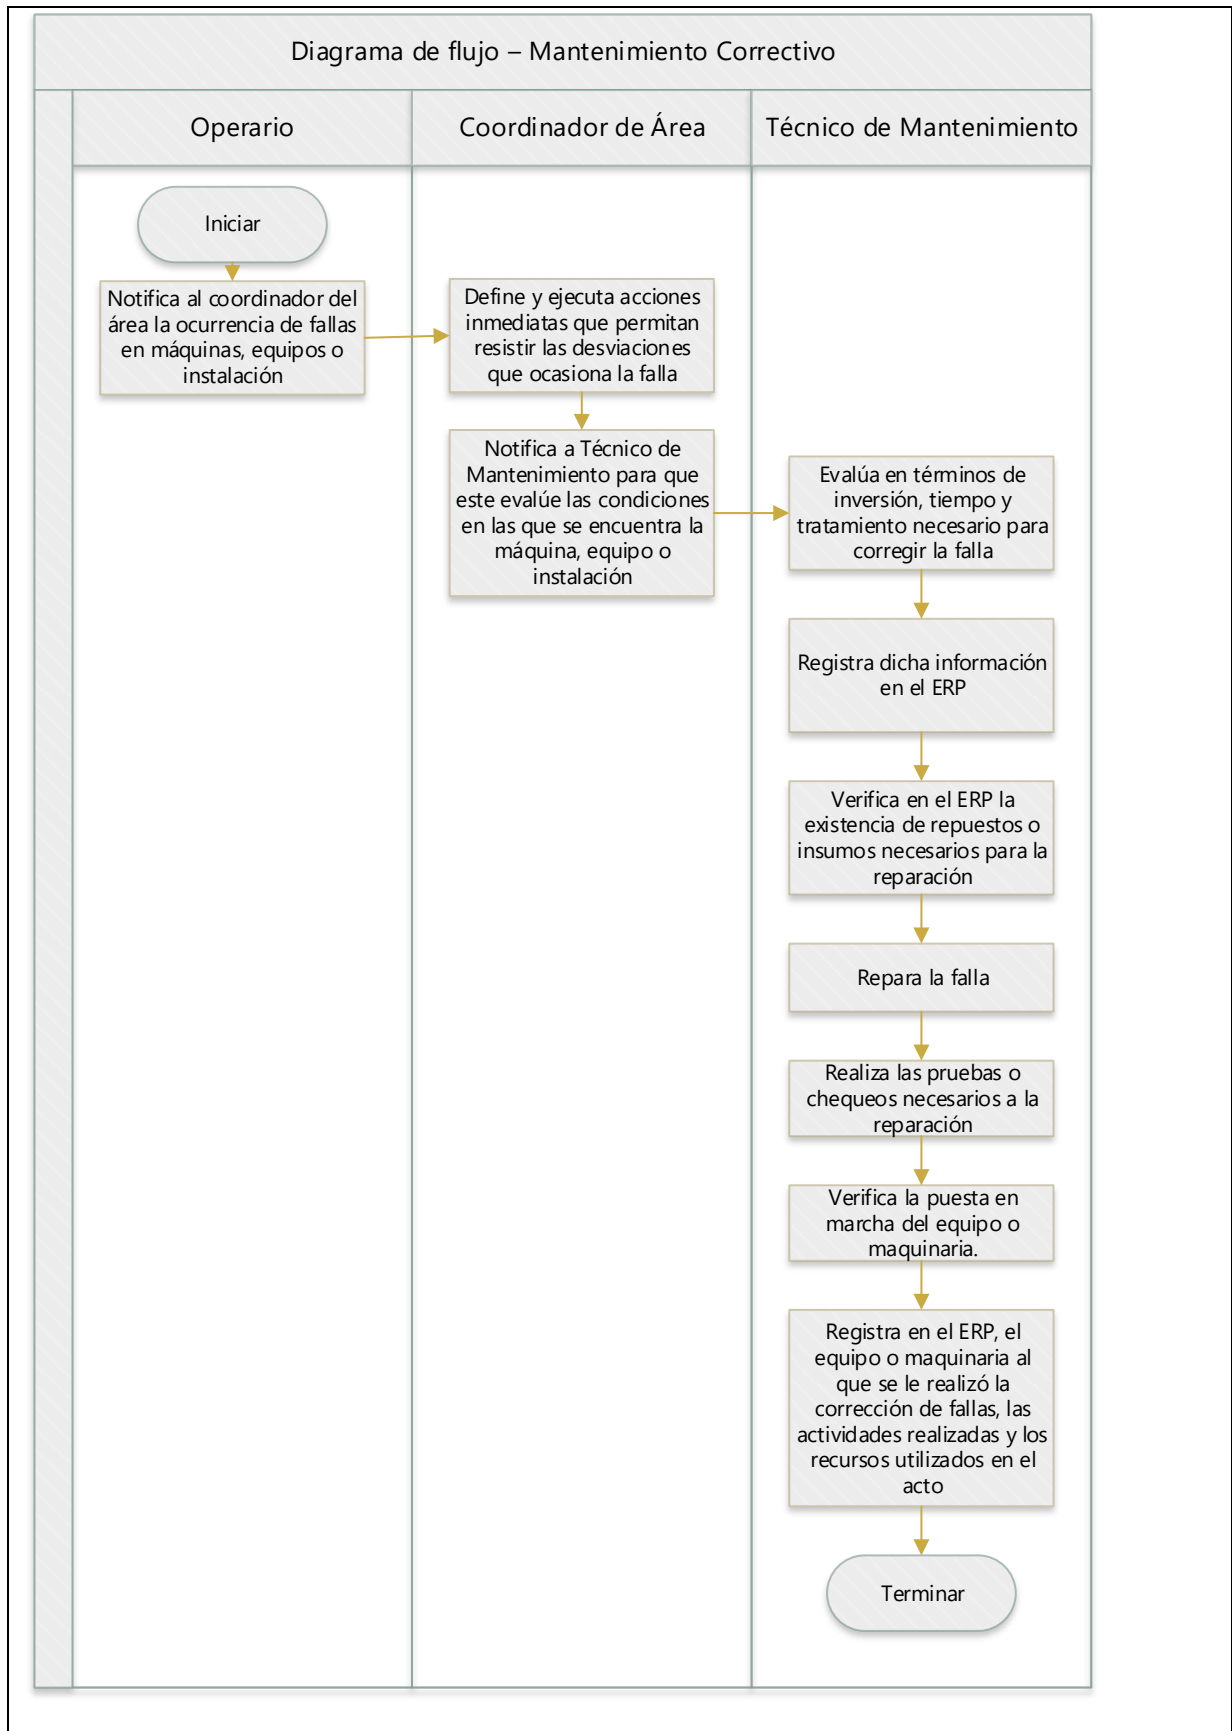 Diagrama de flujo – Mantenimiento Correctivo
Operario
Coordinador de Área
Técnico de Mantenimiento
Iniciar
Notifica al coordinador del
área la ocurrencia de fallas
en máquinas, equipos o
instalación
Define y ejecuta acciones
inmediatas que permitan
resistir las desviaciones
que ocasiona la falla
Notifica a Técnico de
Mantenimiento para que
este evalúe las condiciones
en las que se encuentra la
máquina, equipo o
instalación
Evalúa en términos de
inversión, tiempo y
tratamiento necesario para
corregir la falla
Registra dicha información
en el ERP
Verifica en el ERP la
existencia de repuestos o
insumos necesarios para la
reparación
Repara la falla
Realiza las pruebas o
chequeos necesarios a la
reparación
Verifica la puesta en
marcha del equipo o
maquinaria.
Registra en el ERP, el
equipo o maquinaria al
que se le realizó la
corrección de fallas, las
actividades realizadas y los
recursos utilizados en el
acto
Terminar